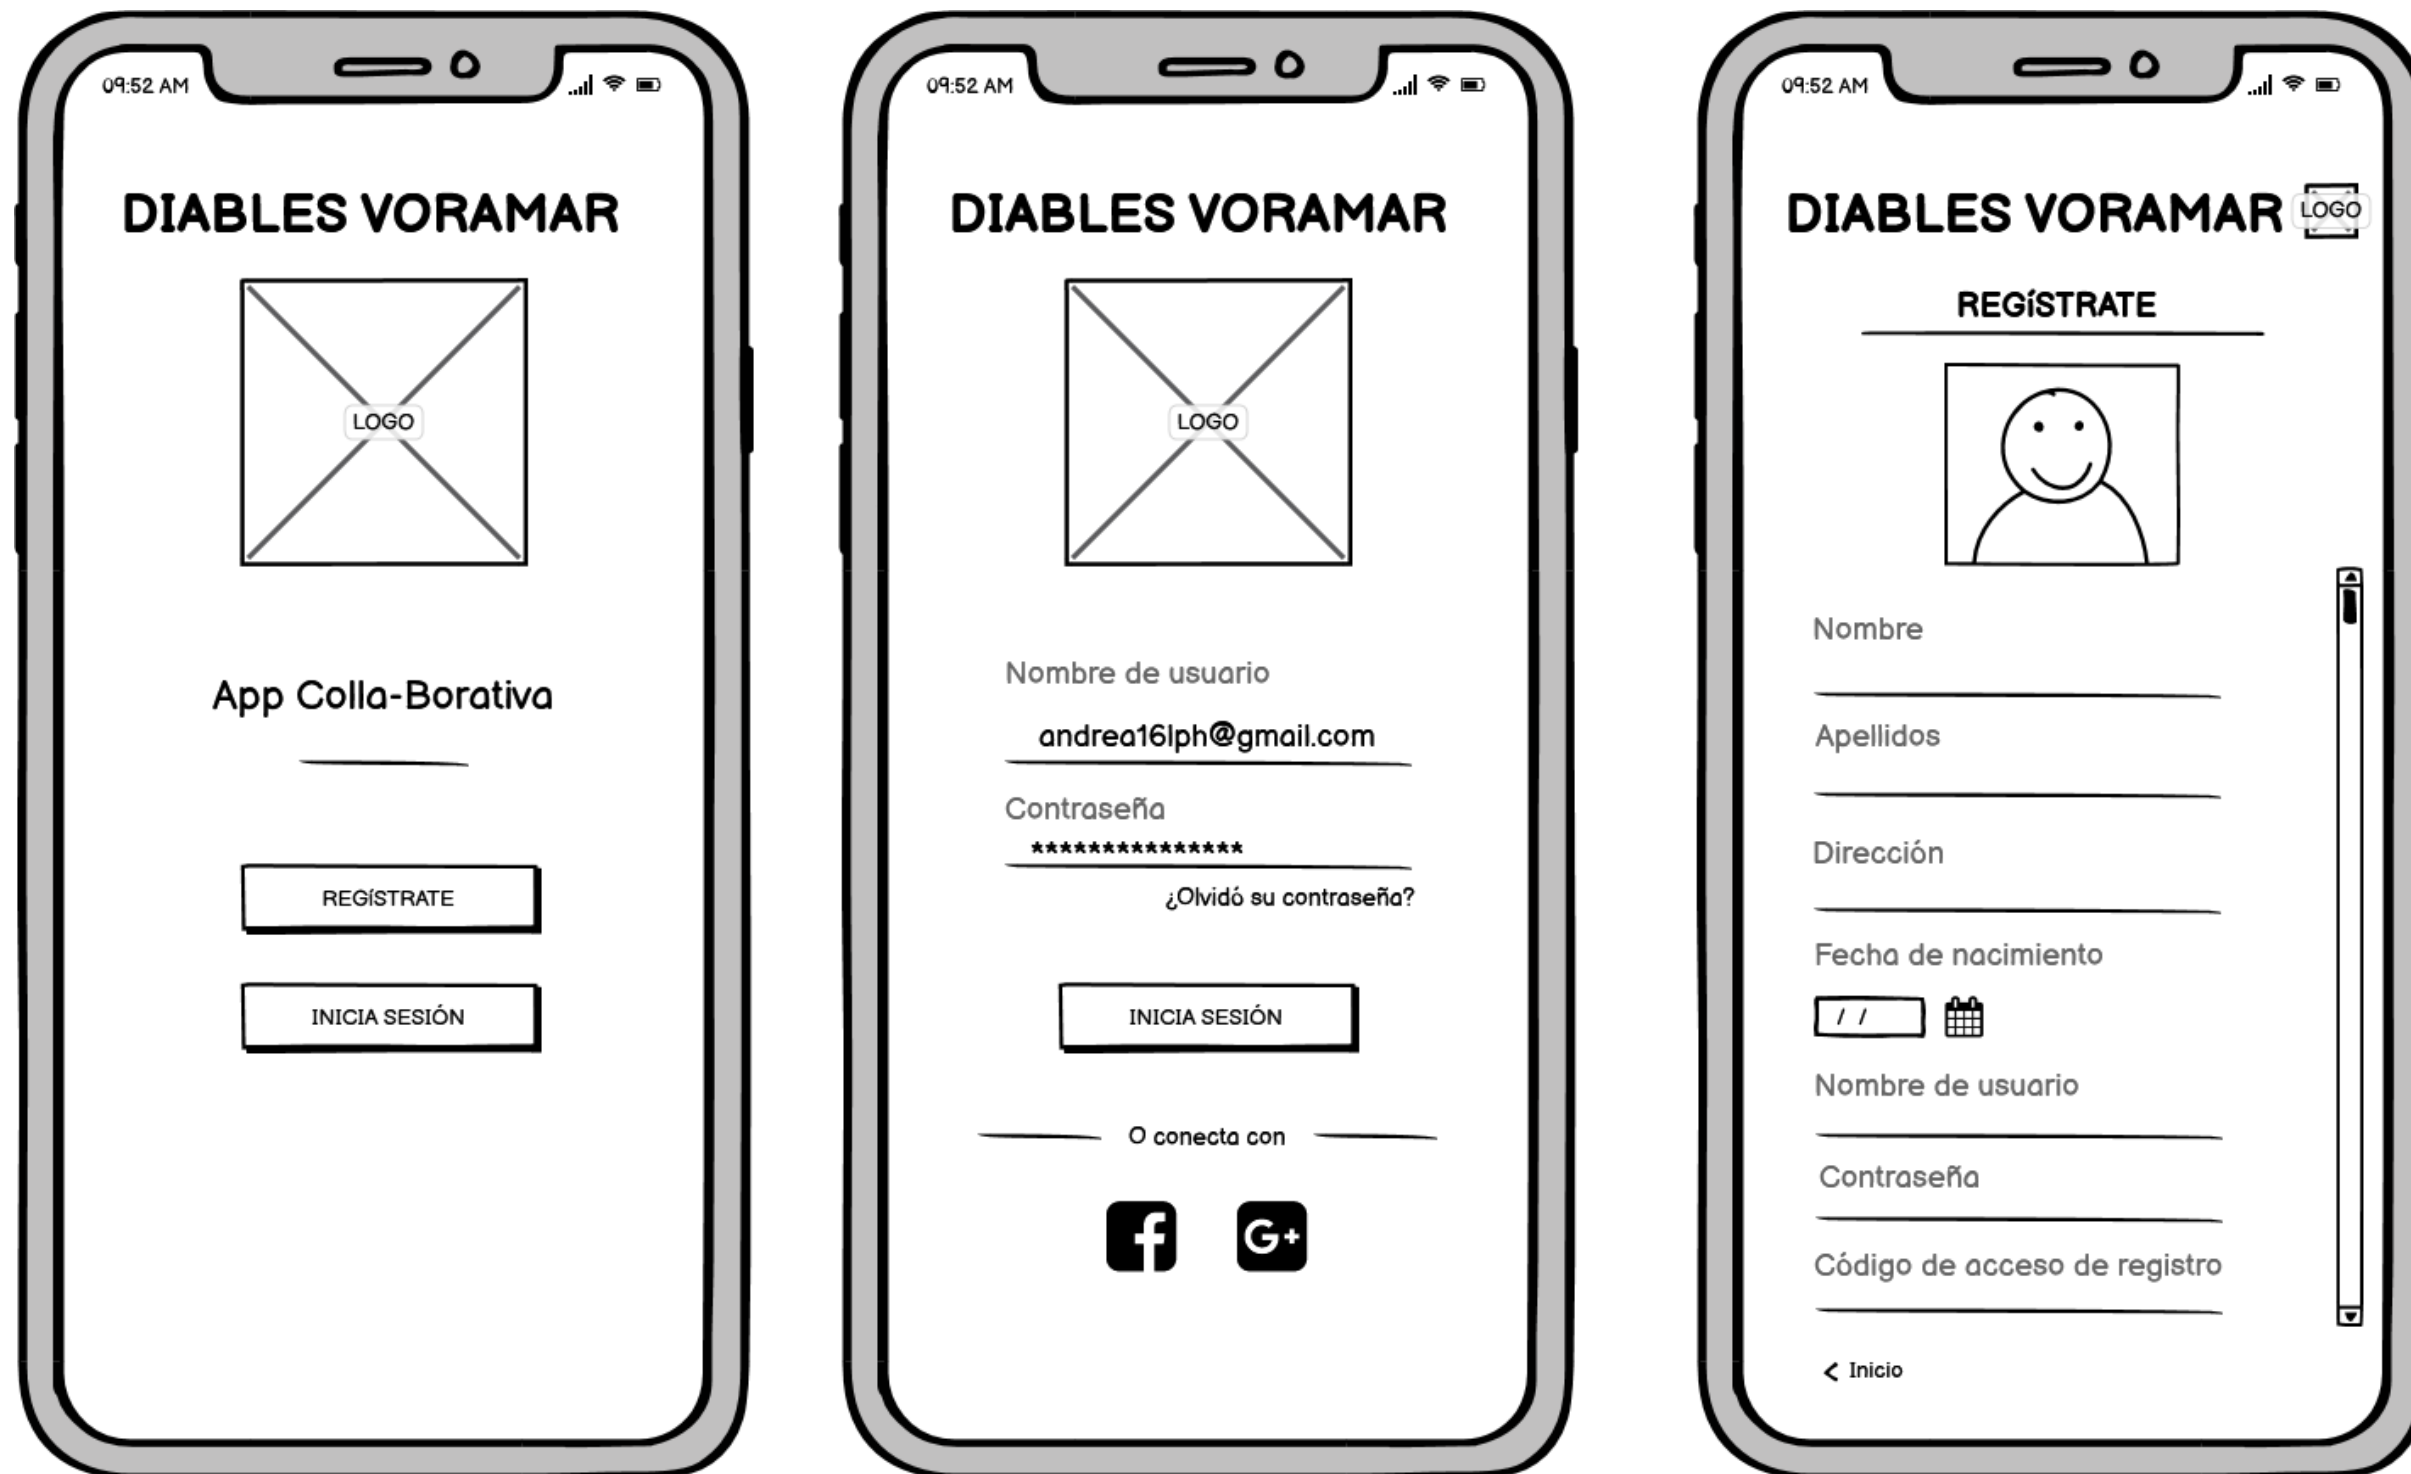 09:52 AM
DIABLES VORAMAR
LOGO
App Colla-Borativa
REGíSTRATE
INICIA SESIÓN
09:52 AM
DIABLES VORAMAR
LOGO
Nombre de usuario
andrea16lph@gmail.com
Contraseña
***************
¿Olvidó su contraseña?
INICIA SESIÓN
O conecta con
f
G+
09:52 AM
DIABLES VORAMAR LOGO
REGíSTRATE
Nombre
Apellidos
Dirección
Fecha de nacimiento
/ /
Nombre de usuario
Contraseña
Código de acceso de registro
< Inicio